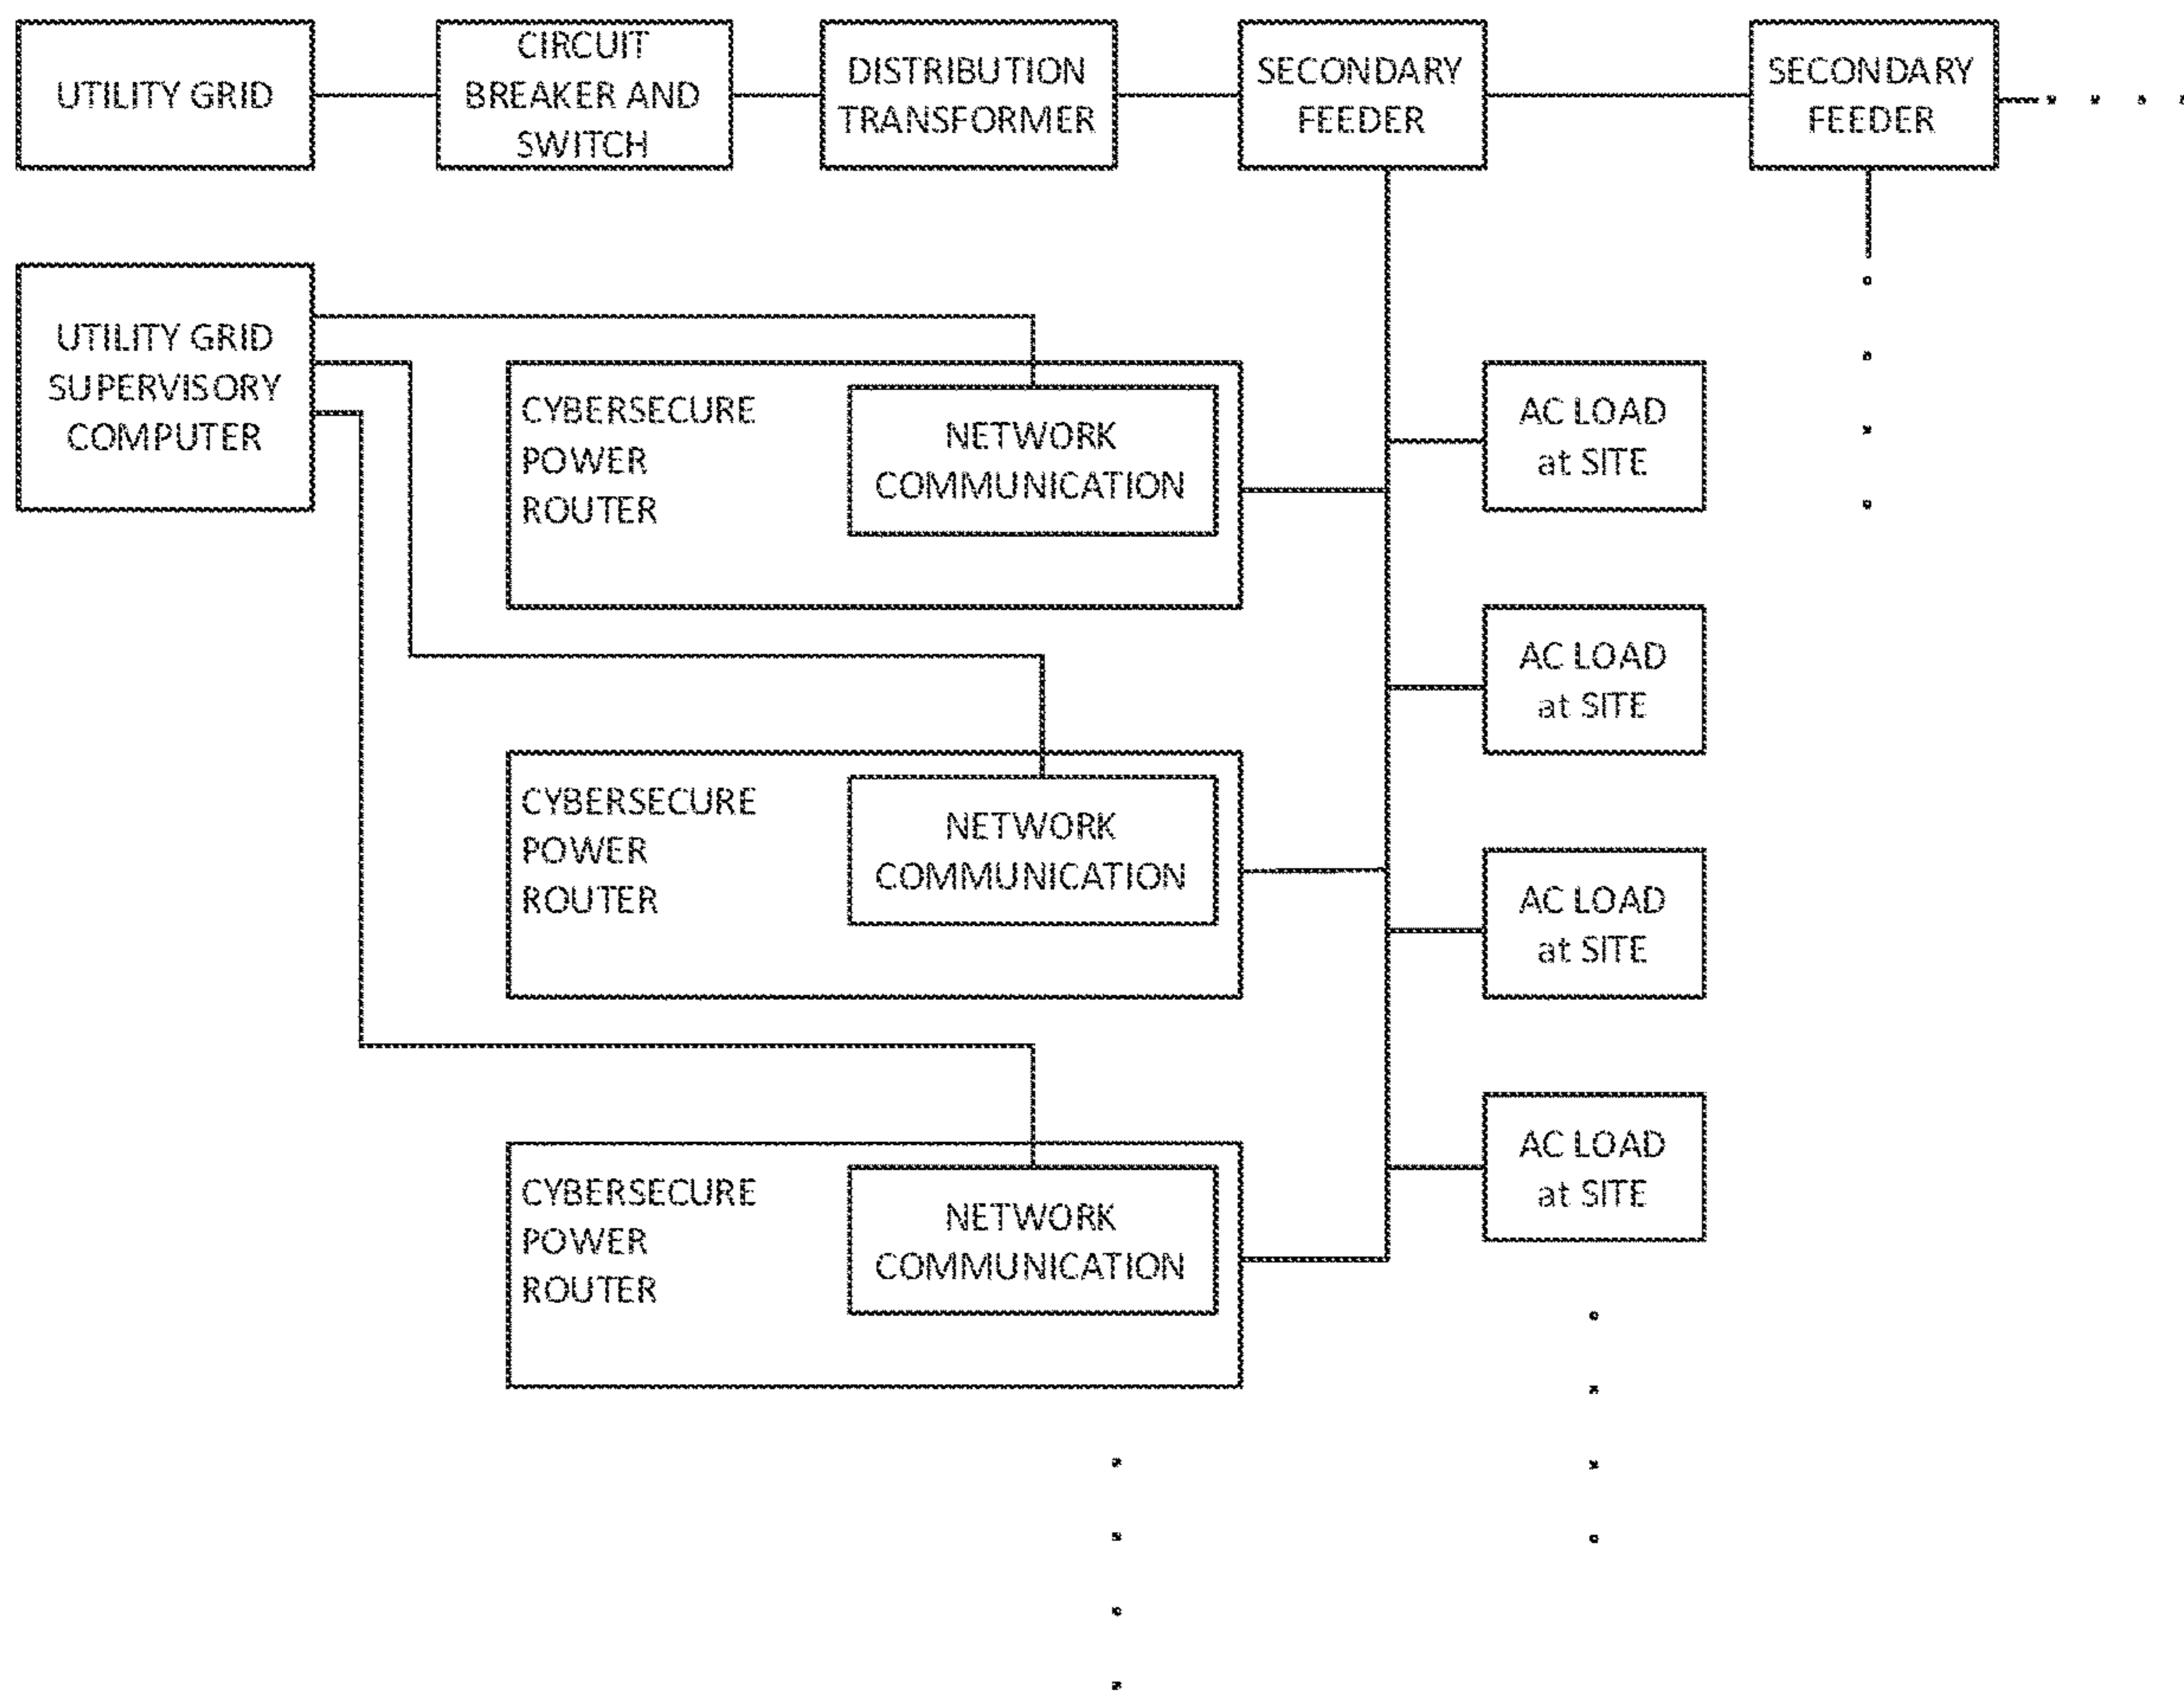 UTILITY GRID
CIRCUIT
BREAKER AND
SWITCH
DISTRIBUTION
TRANSFORMER
SECONDARY
FEEDER
SECONDARY
FEEDER
UTILITY GRID
SUPERVISORY
COMPUTER
CYBERSECURE
POWER
ROUTER
NETWORK
COMMUNICATION
AC LOAD
at SITE
AC LOAD
at SITE
CYBERSECURE
POWER
ROUTER
NETWORK
COMMUNICATION
AC LOAD
at SITE
CYBERSECURE
POWER
ROUTER
NETWORK
COMMUNICATION
AC LOAD
at SITE